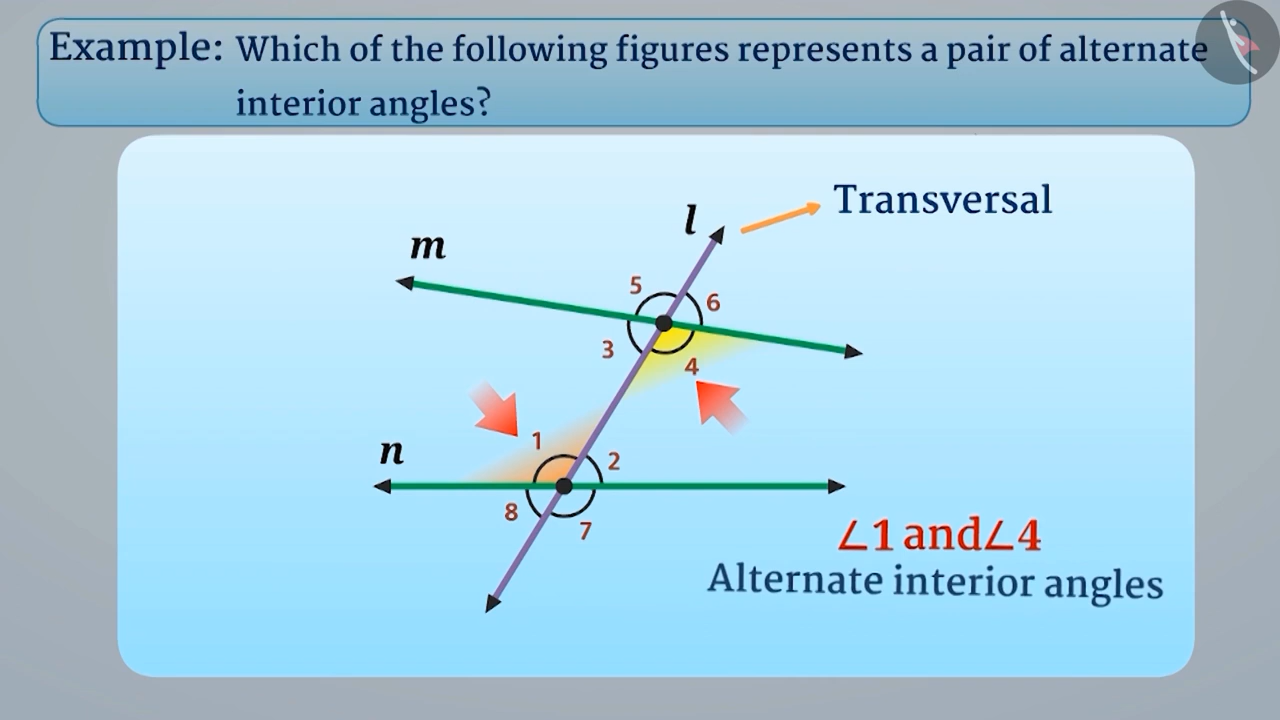 Example: Which of the following figures represents a pair of alternate
interior angles?
Transversal
l
m
5
6
3
4
1
n
2
8
7
∠1 and∠4
Alternate interior angles